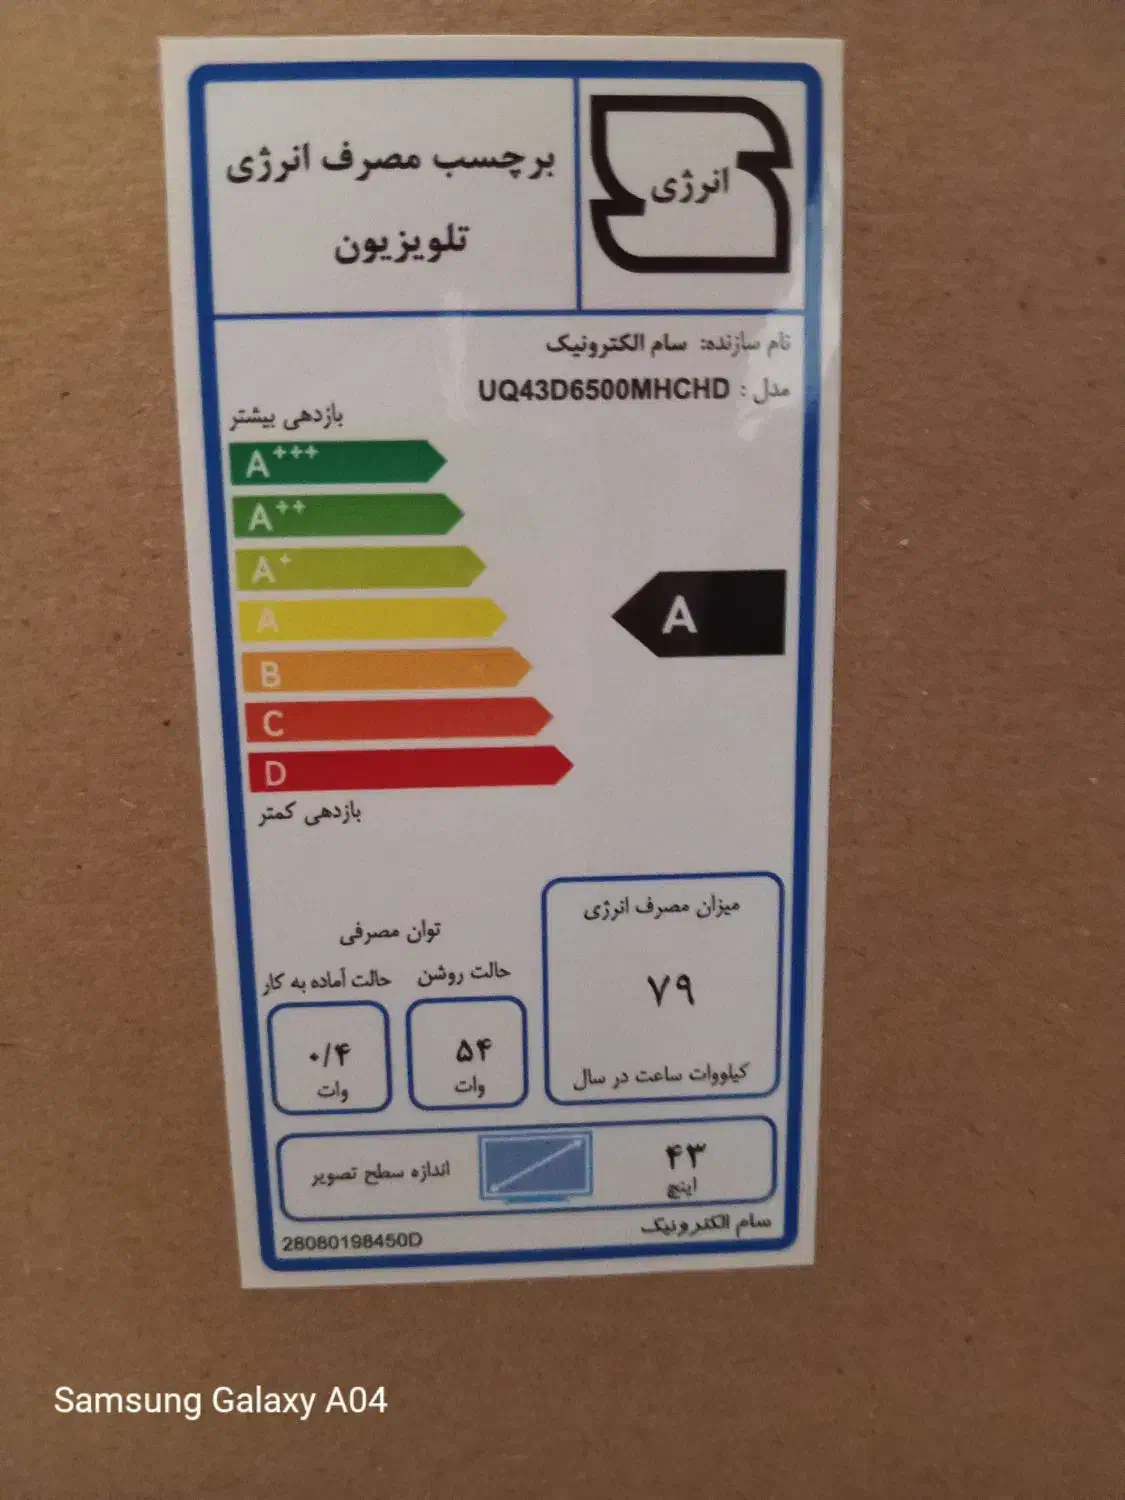 برچسب مصرف انرژی
تلویزیون
انرژی
نام سازنده: سام الکترونیک
مدل : UQ43D6500MHCHD
بازدهی بیشتر
A+++
A++
A+
A
B
C
D
A
بازدهی کمتر
میزان مصرف انرژی
۷۹
کیلووات ساعت در سال
توان مصرفی
حالت روشن
۵۴
وات
حالت آماده به کار
۰/۴
وات
۴۳
اینچ
اندازه سطح تصویر
سام الکترونیک
28080198450D
Samsung Galaxy A04